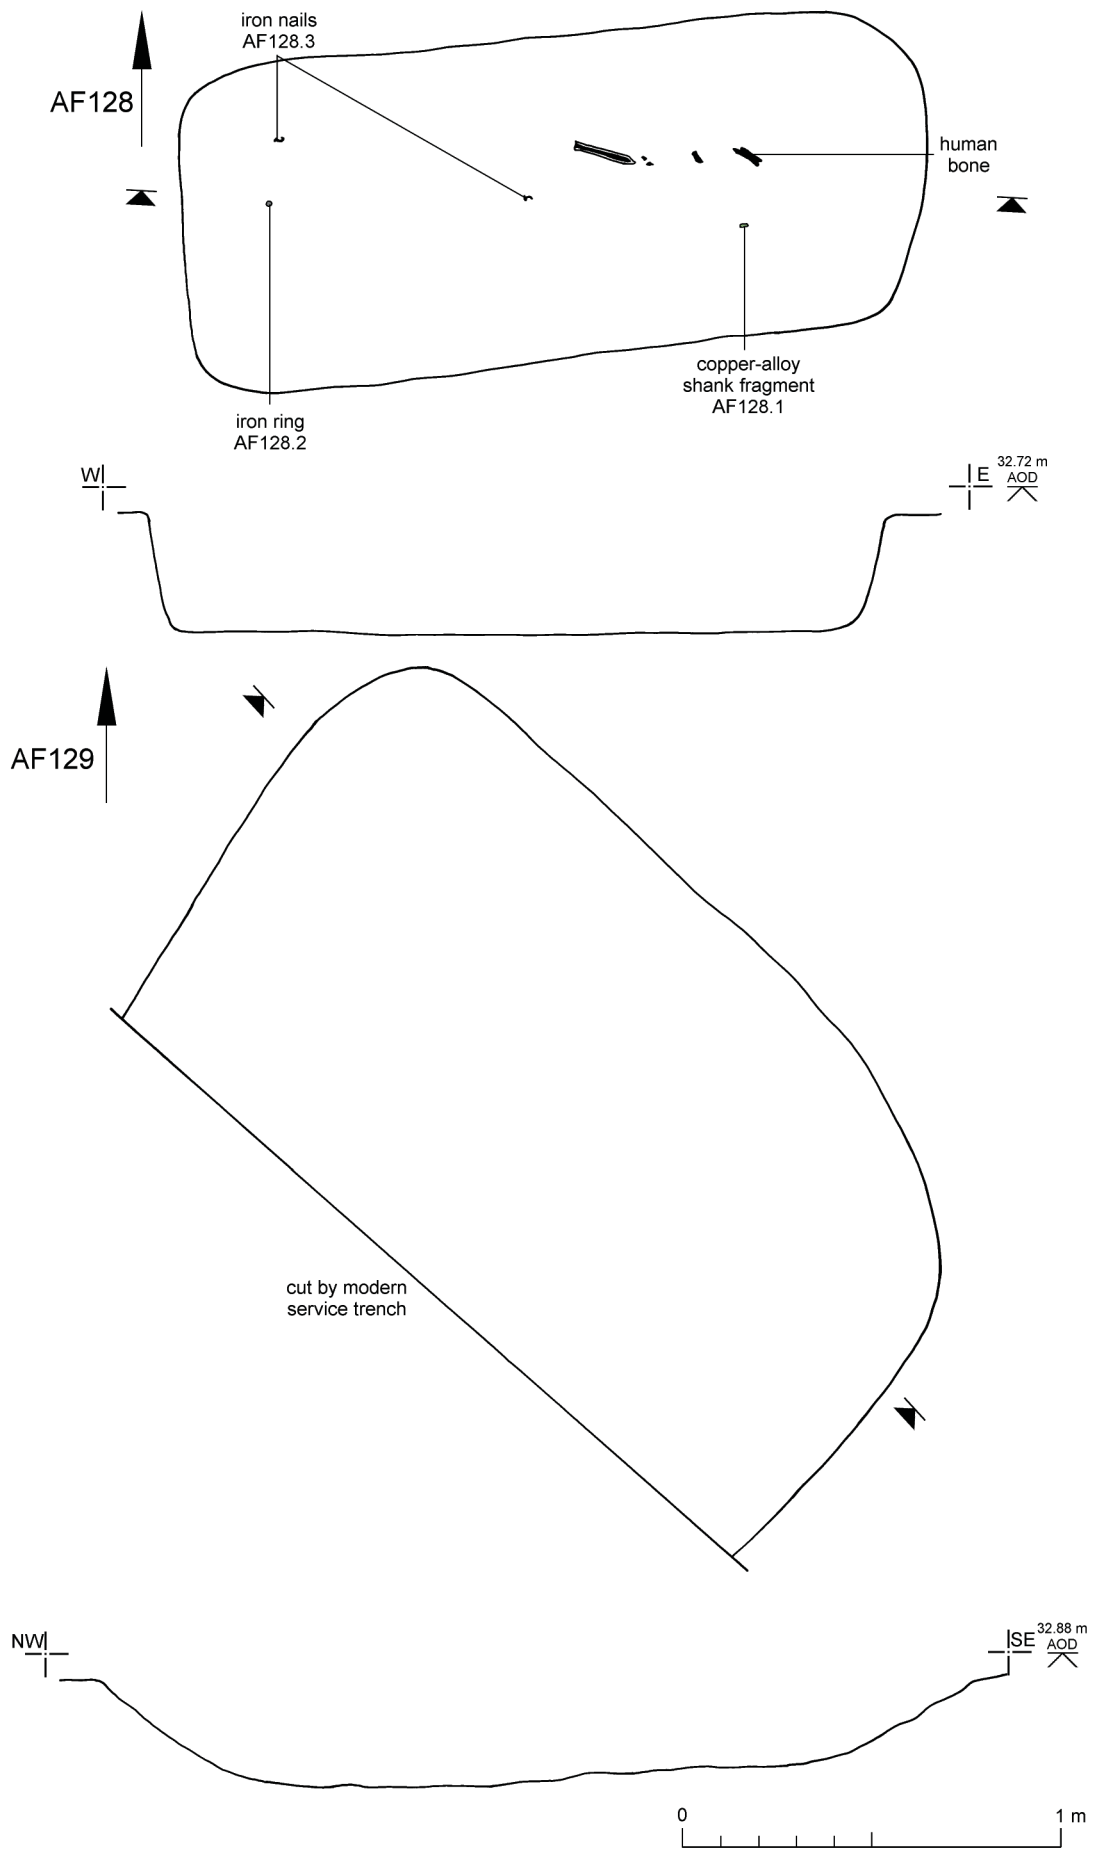 iron nails
AF128.3
AF128
human
bone
copper-alloy
shank fragment
AF128.1
iron ring
AF128.2
W
E
32.72 m
AOD
AF129
cut by modern
service trench
NW
SE
32.88 m
AOD
0
1 m